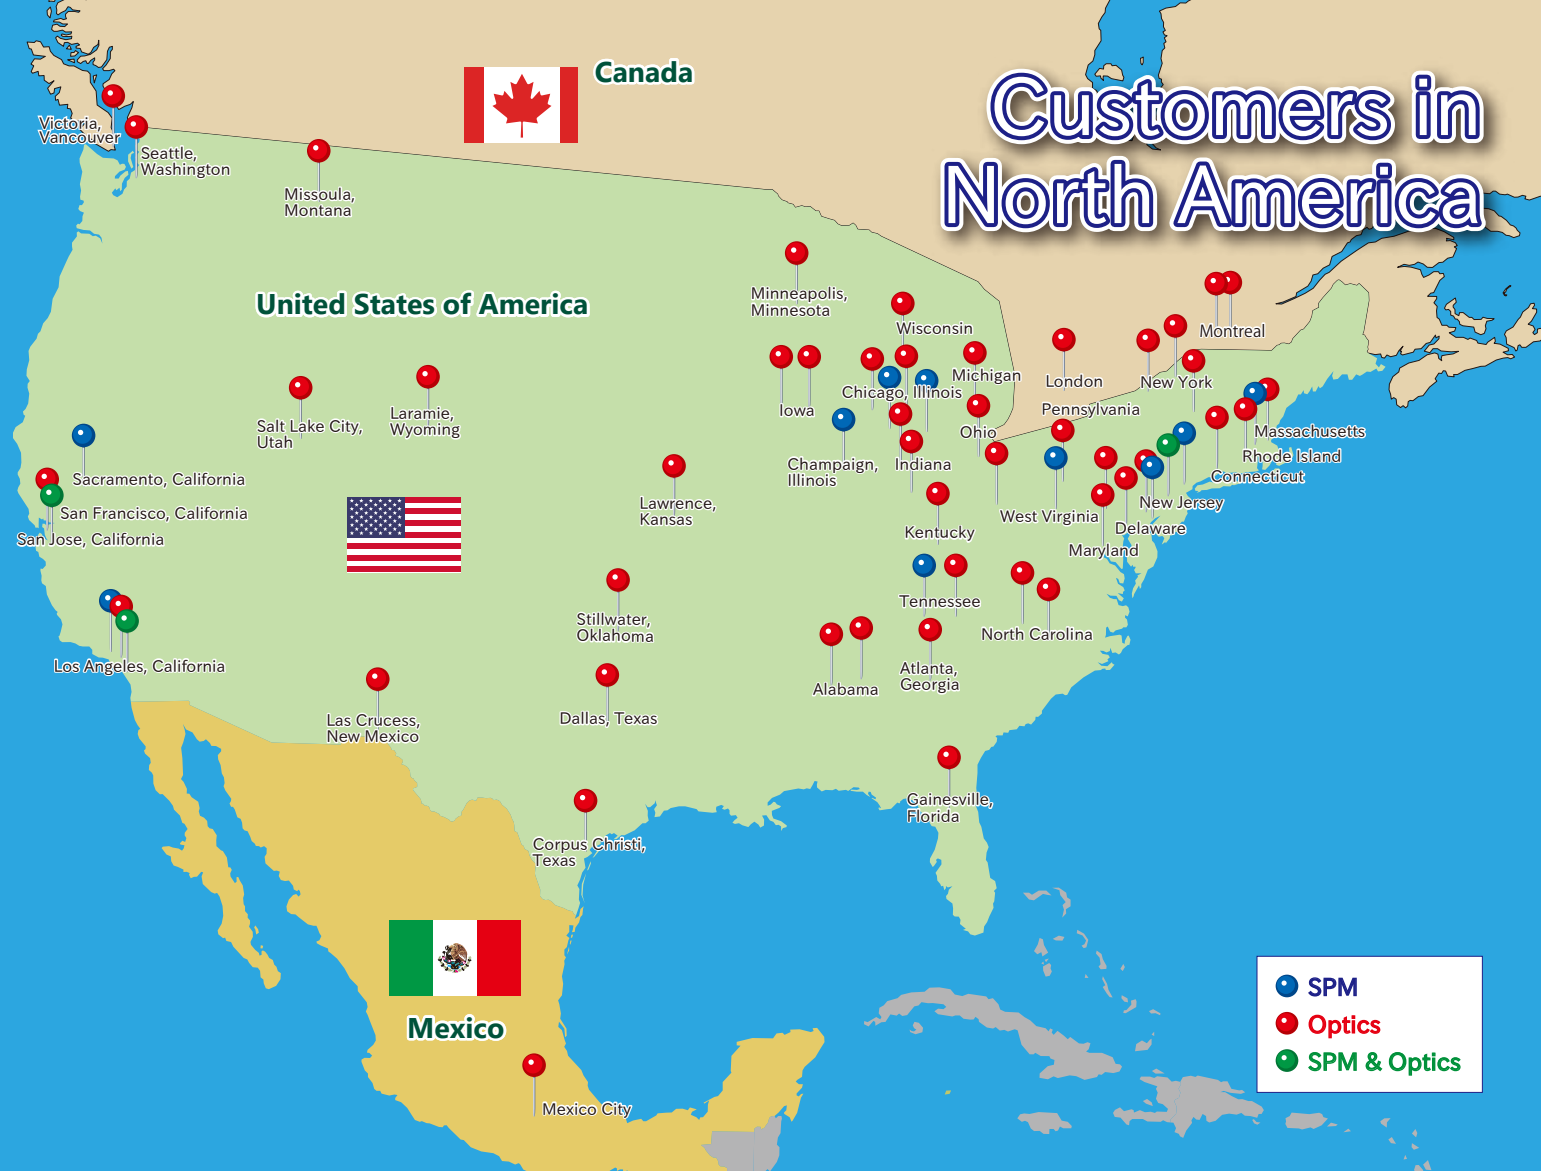 Canada
Customers in
North America
Victoria,
Vancouver
Seattle,
Washington
Missoula,
Montana
United States of America
Minneapolis,
Minnesota
Wisconsin
Montreal
Michigan
London
New York
Chicago, Illinois
Iowa
Pennsylvania
Salt Lake City,
Utah
Laramie,
Wyoming
Ohio
Massachusetts
Rhode Island
Connecticut
Champaign,
Illinois
Indiana
Sacramento, California
San Francisco, California
San Jose, California
Lawrence,
Kansas
Kentucky
West Virginia
New Jersey
Delaware
Maryland
Stillwater,
Oklahoma
Tennessee
North Carolina
Los Angeles, California
Alabama
Atlanta,
Georgia
Las Crucess,
New Mexico
Dallas, Texas
Gainesville,
Florida
Corpus Christi,
Texas
Mexico
Mexico City
SPM
Optics
SPM & Optics